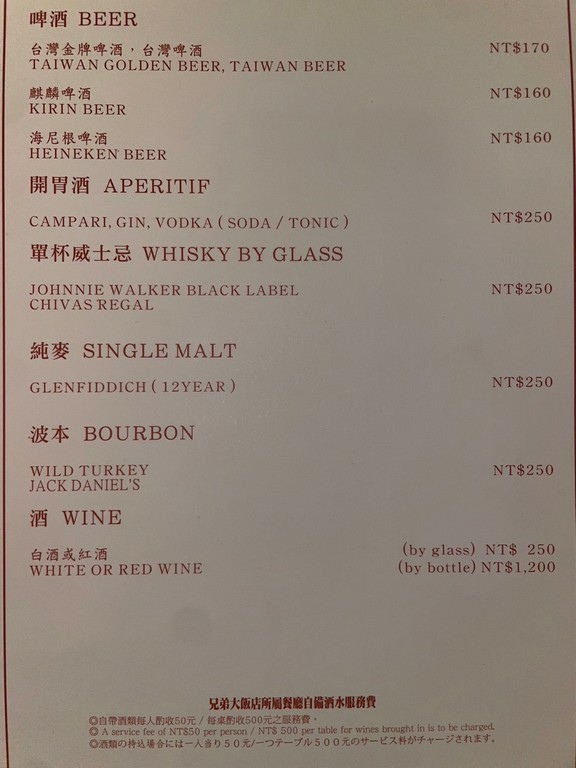 啤酒 BEER
台灣金牌啤酒，台灣啤酒 NT$170
TAIWAN GOLDEN BEER, TAIWAN BEER
麒麟啤酒 NT$160
KIRIN BEER
海尼根啤酒 NT$160
HEINEKEN BEER
開胃酒 APERITIF
CAMPARI, GIN, VODKA ( SODA / TONIC ) NT$250
單杯威士忌 WHISKY BY GLASS
JOHNNIE WALKER BLACK LABEL NT$250
CHIVAS REGAL
純麥 SINGLE MALT
GLENFIDDICH ( 12YEAR ) NT$250
波本 BOURBON
WILD TURKEY NT$250
JACK DANIEL'S
酒 WINE
白酒或紅酒 (by glass) NT$ 250
WHITE OR RED WINE (by bottle) NT$1,200
兄弟大飯店所屬餐廳自備酒水服務費
◎自帶酒類每人酌收50元 / 每桌酌收500元之服務費。
◎ A service fee of NT$50 per person / NT$ 500 per table for wines brought in is to be charged.
◎酒類の持込場合には一人当り５０元/一つテーブル５００元のサービス料がチャージされます。